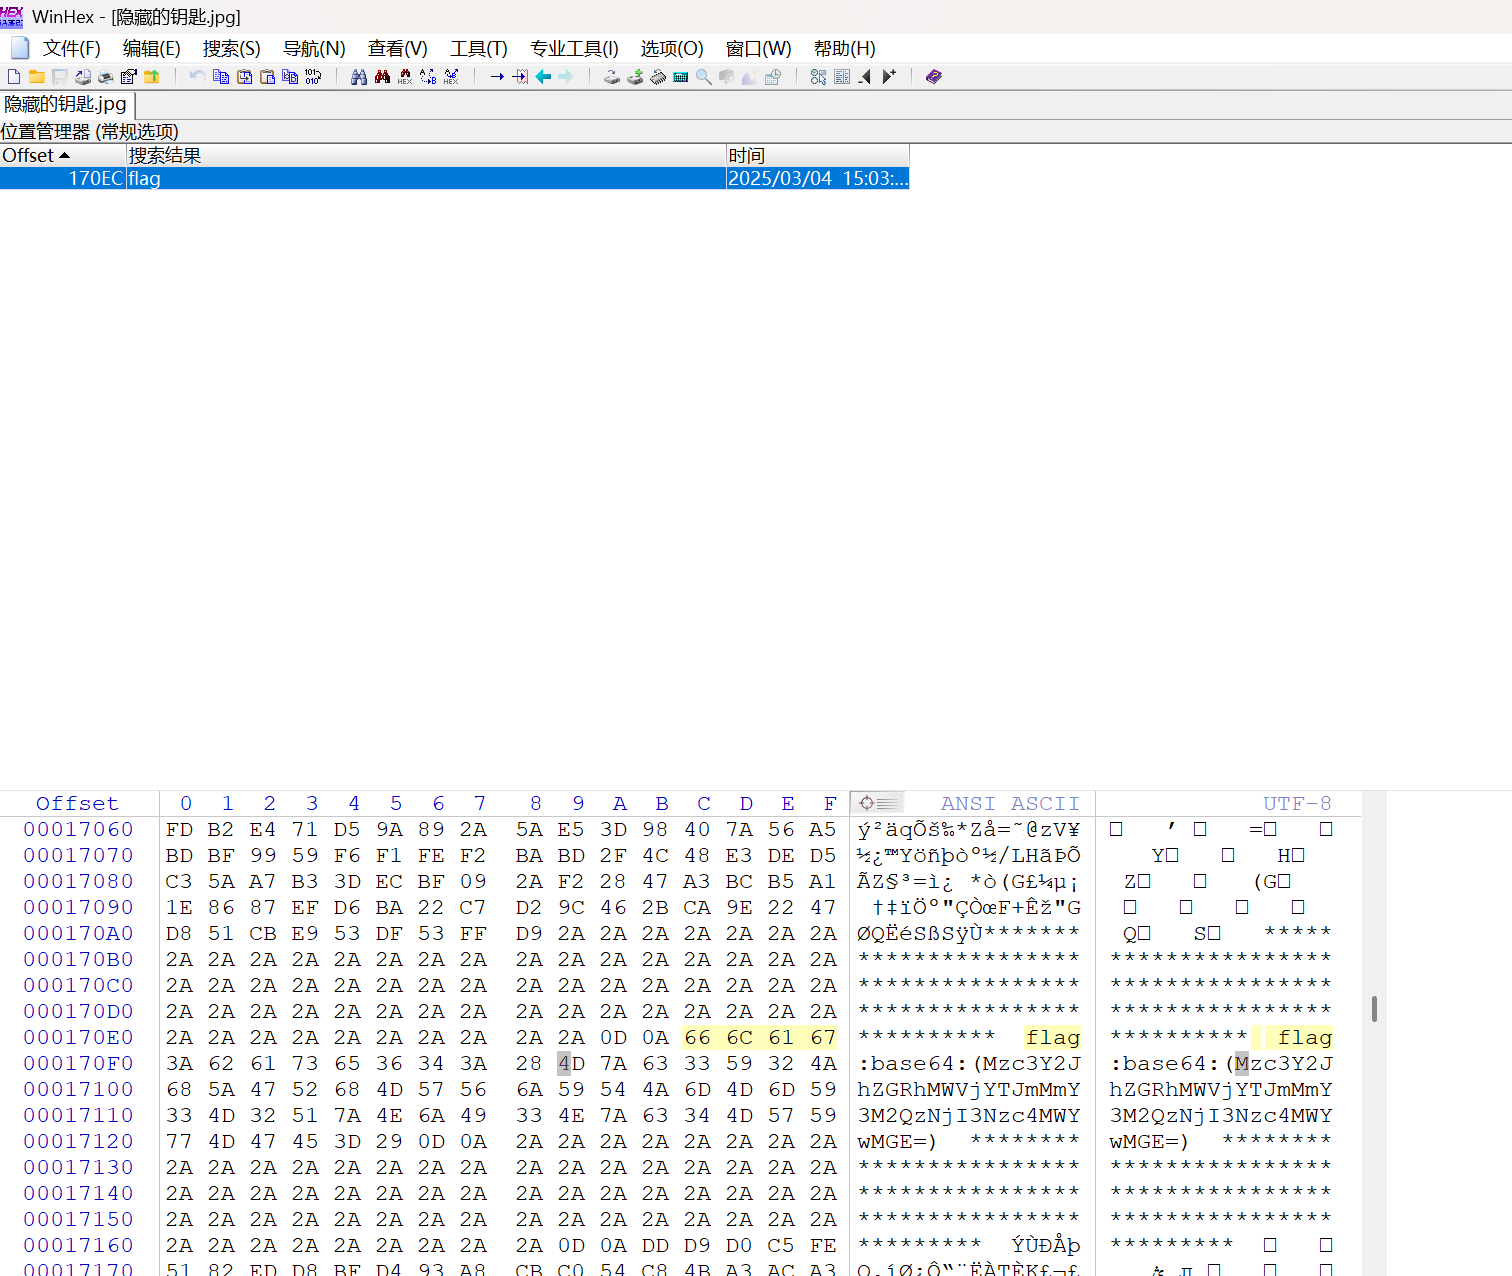 WinHex - [隐藏的钥匙.jpg]
文件(F) 编辑(E) 搜索(S) 导航(N) 查看(V) 工具(T) 专业工具(I) 选项(O) 窗口(W) 帮助(H)
隐藏的钥匙.jpg
位置管理器 (常规选项)
Offset 搜索结果 时间
170EC flag 2025/03/04 15:03:...
Offset 0 1 2 3 4 5 6 7 8 9 A B C D E F ANSI ASCII UTF-8
00017060 FD B2 E4 71 D5 9A 89 2A 5A E5 3D 98 40 7A 56 A5 ý²äqÕš‰*Zå=˜@zV¥
00017070 BD BF 99 59 F6 F1 FE F2 BA BD 2F 4C 48 E3 DE D5 ½¿™Yöñþòº½/LHãÞÕ Y H
00017080 C3 5A A7 B3 3D EC BF 09 2A F2 28 47 A3 BC B5 A1 ÃZ§³=ì¿ *ò(G£¼µ¡ Z (G
00017090 1E 86 87 EF D6 BA 22 C7 D2 9C 46 2B CA 9E 22 47 †‡ïÖº"ÇÒœF+Êž"G
000170A0 D8 51 CB E9 53 DF 53 FF D9 2A 2A 2A 2A 2A 2A 2A ØQËéSßSÿÙ******* Q S *****
000170B0 2A 2A 2A 2A 2A 2A 2A 2A 2A 2A 2A 2A 2A 2A 2A 2A **************** ****************
000170C0 2A 2A 2A 2A 2A 2A 2A 2A 2A 2A 2A 2A 2A 2A 2A 2A **************** ****************
000170D0 2A 2A 2A 2A 2A 2A 2A 2A 2A 2A 2A 2A 2A 2A 2A 2A **************** ****************
000170E0 2A 2A 2A 2A 2A 2A 2A 2A 2A 2A 0D 0A 66 6C 61 67 ********** flag ********** flag
000170F0 3A 62 61 73 65 36 34 3A 28 4D 7A 63 33 59 32 4A :base64:(Mzc3Y2J :base64:(Mzc3Y2J
00017100 68 5A 47 52 68 4D 57 56 6A 59 54 4A 6D 4D 6D 59 hZGRhMWVjYTJmMmY hZGRhMWVjYTJmMmY
00017110 33 4D 32 51 7A 4E 6A 49 33 4E 7A 63 34 4D 57 59 3M2QzNjI3Nzc4MWY 3M2QzNjI3Nzc4MWY
00017120 77 4D 47 45 3D 29 0D 0A 2A 2A 2A 2A 2A 2A 2A 2A wMGE=) ******** wMGE=) ********
00017130 2A 2A 2A 2A 2A 2A 2A 2A 2A 2A 2A 2A 2A 2A 2A 2A **************** ****************
00017140 2A 2A 2A 2A 2A 2A 2A 2A 2A 2A 2A 2A 2A 2A 2A 2A **************** ****************
00017150 2A 2A 2A 2A 2A 2A 2A 2A 2A 2A 2A 2A 2A 2A 2A 2A **************** ****************
00017160 2A 2A 2A 2A 2A 2A 2A 2A 2A 0D 0A DD D9 D0 C5 FE ********* ÝÙÐÅþ *********
00017170 51 82 ED D8 BF D4 93 A8 CB C0 54 C8 4B A3 AC A3 Q‚íØ¿Ô“¨ËÀTÈK£¬£